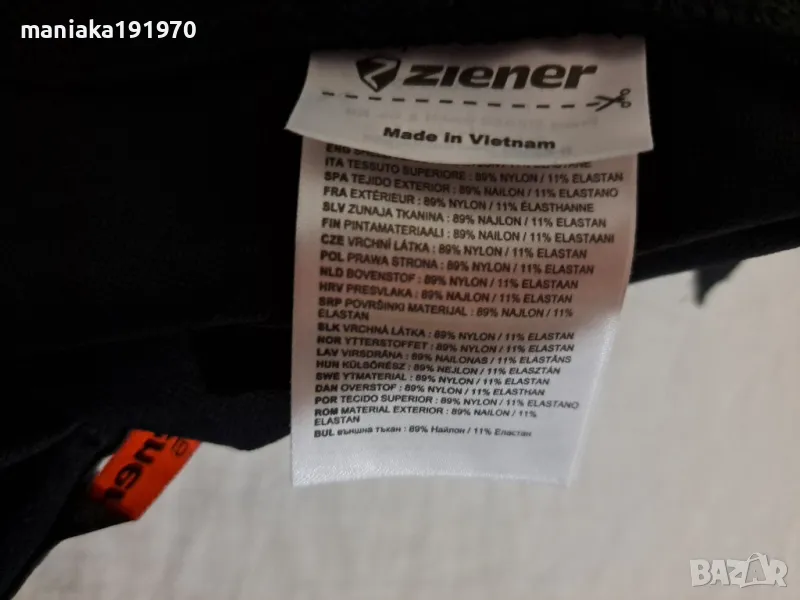 maniaka191970
ziener
Made in Vietnam
ITA TESSUTO SUPERIORE : 89% NYLON / 11% ELASTAN
SPA TEJIDO EXTERIOR : 89% NAILON / 11% ELASTANO
FRA EXTÉRIEUR : 89% NYLON / 11% ÉLASTHANNE
SLV ZUNAJA TKANINA : 89% NAJLON / 11% ELASTAN
FIN PINTAMATERIAALI : 89% NAILON / 11% ELASTAANI
CZE VRCHNÍ LÁTKA : 89% NYLON / 11% ELASTAN
POL PRAWA STRONA : 89% NYLON / 11% ELASTAN
NLD BOVENSTOF : 89% NYLON / 11% ELASTAAN
HRV PRESVLAKA : 89% NAJLON / 11% ELASTAN
SRP POVRŠINKI MATERIJAL : 89% NAJLON / 11%
ELASTAN
SLK VRCHNÁ LÁTKA : 89% NYLON / 11% ELASTAN
NOR YTTERSTOFFET : 89% NYLON / 11% ELASTAN
LAV VIRSDRĀNA : 89% NAILONAS / 11% ELASTĀNS
HUN KÜLSŐRÉSZ : 89% NEJLON / 11% ELASZTÁN
SWE YTMATERIAL : 89% NYLON / 11% ELASTAN
DAN OVERSTOF : 89% NYLON / 11% ELASTAN
POR TECIDO SUPERIOR : 89% NYLON / 11% ELASTANO
ROM MATERIAL EXTERIOR : 89% NAILON / 11%
ELASTAN
BUL външна тъкан : 89% Найлон / 11% Еластан
BAZAR